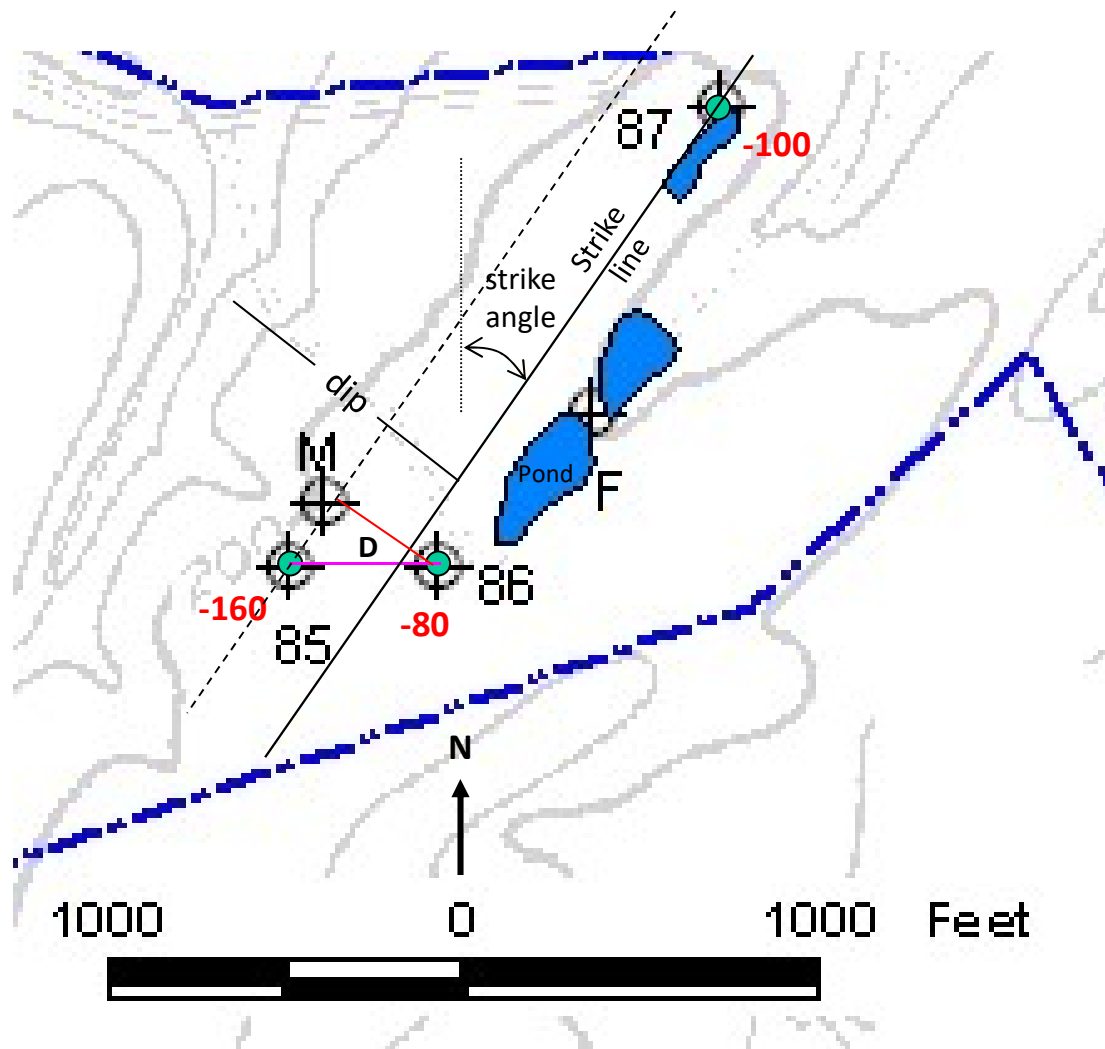 87
-100
Strike
line
strike
angle
dip
M
Pond
F
D
86
-160
-80
85
N
1000 0 1000 Feet